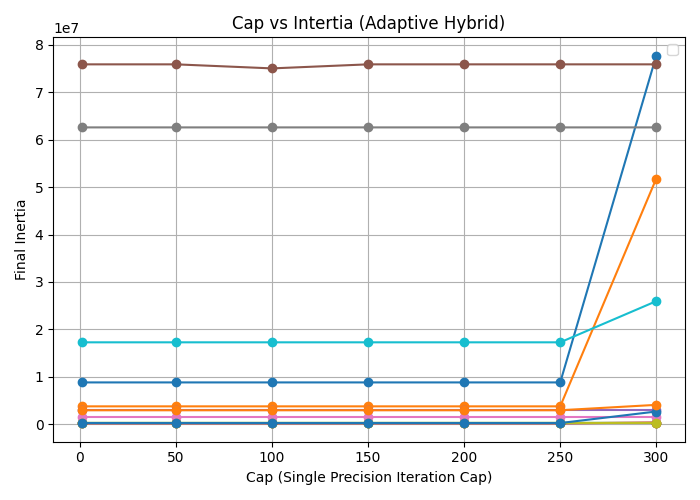 Cap vs Intertia (Adaptive Hybrid)
1e7
8
7
6
5
4
3
2
1
0
Final Inertia
0 50 100 150 200 250 300
Cap (Single Precision Iteration Cap)